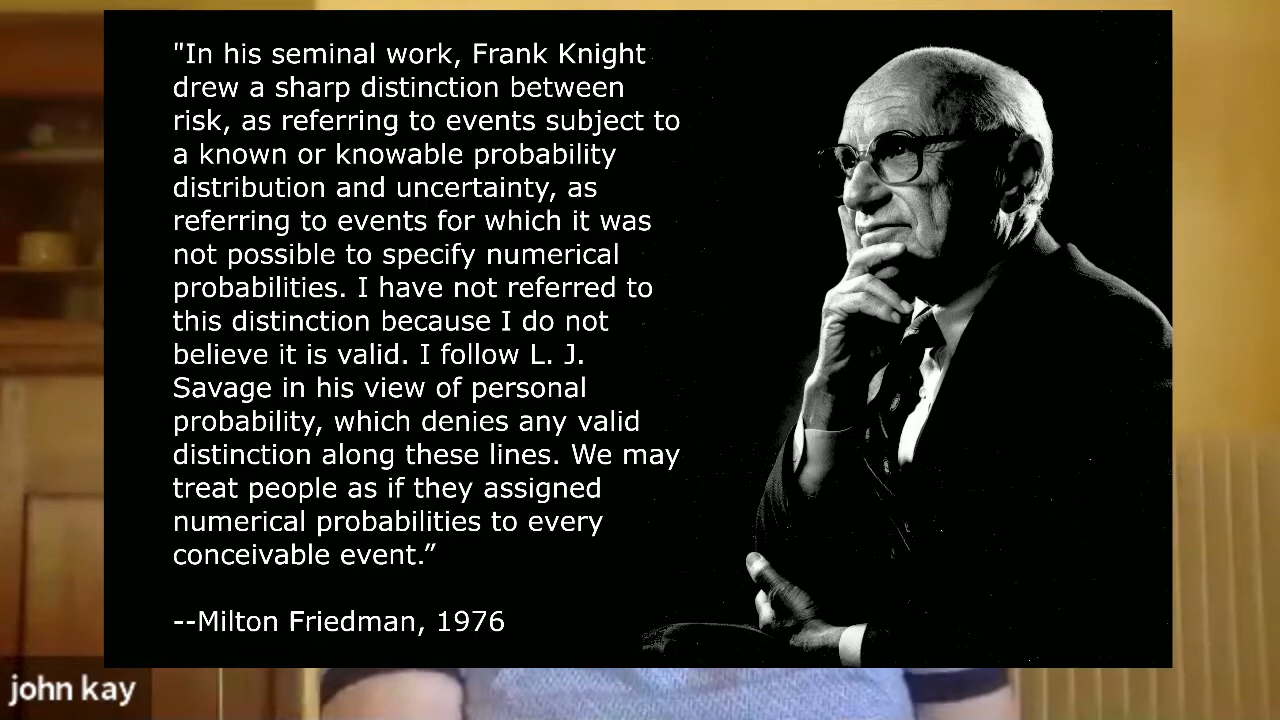 "In his seminal work, Frank Knight
drew a sharp distinction between
risk, as referring to events subject to
a known or knowable probability
distribution and uncertainty, as
referring to events for which it was
not possible to specify numerical
probabilities. I have not referred to
this distinction because I do not
believe it is valid. I follow L. J.
Savage in his view of personal
probability, which denies any valid
distinction along these lines. We may
treat people as if they assigned
numerical probabilities to every
conceivable event.”
--Milton Friedman, 1976
john kay